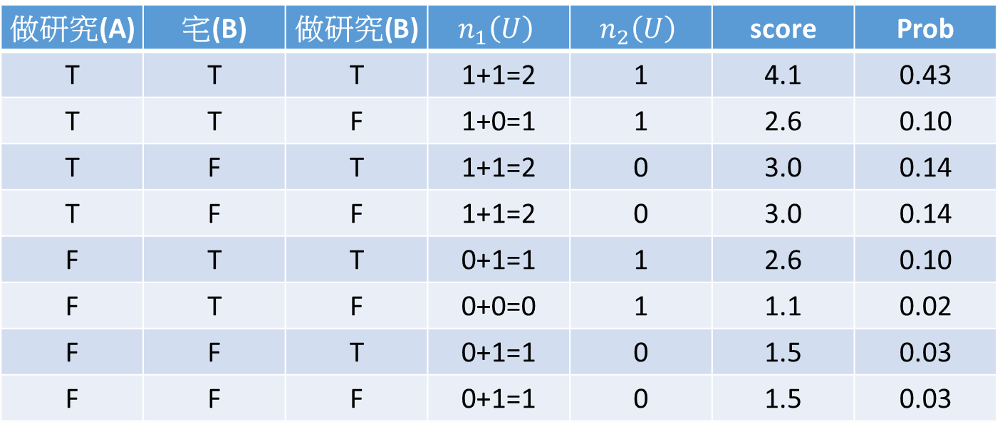 做研究(A) 宅(B) 做研究(B) 𝑛₁(𝑈) 𝑛₂(𝑈) score Prob
T T T 1+1=2 1 4.1 0.43
T T F 1+0=1 1 2.6 0.10
T F T 1+1=2 0 3.0 0.14
T F F 1+1=2 0 3.0 0.14
F T T 0+1=1 1 2.6 0.10
F T F 0+0=0 1 1.1 0.02
F F T 0+1=1 0 1.5 0.03
F F F 0+1=1 0 1.5 0.03